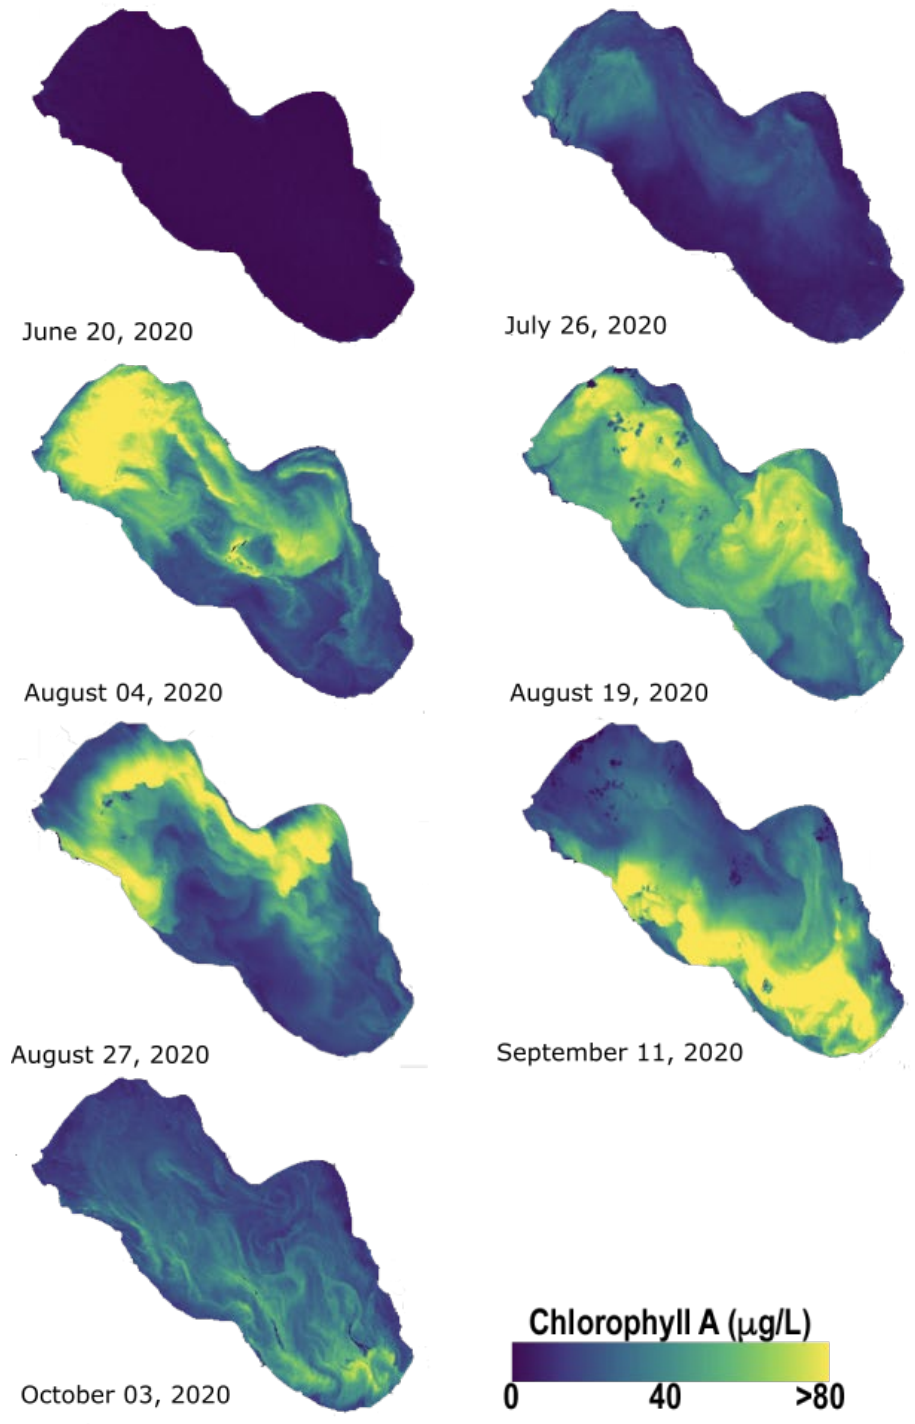 June 20, 2020
July 26, 2020
August 04, 2020
August 19, 2020
August 27, 2020
September 11, 2020
October 03, 2020
Chlorophyll A (μg/L)
0 40 >80